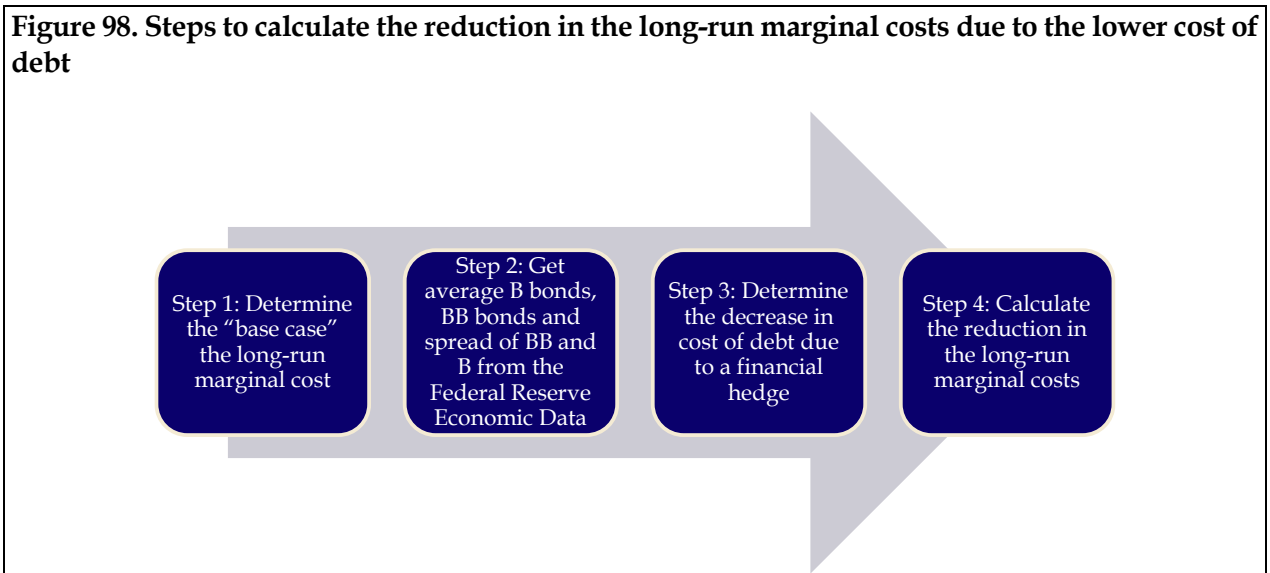 Figure 98. Steps to calculate the reduction in the long-run marginal costs due to the lower cost of
debt
Step 1: Determine
the “base case”
the long-run
marginal cost
Step 2: Get
average B bonds,
BB bonds and
spread of BB and
B from the
Federal Reserve
Economic Data
Step 3: Determine
the decrease in
cost of debt due
to a financial
hedge
Step 4: Calculate
the reduction in
the long-run
marginal costs